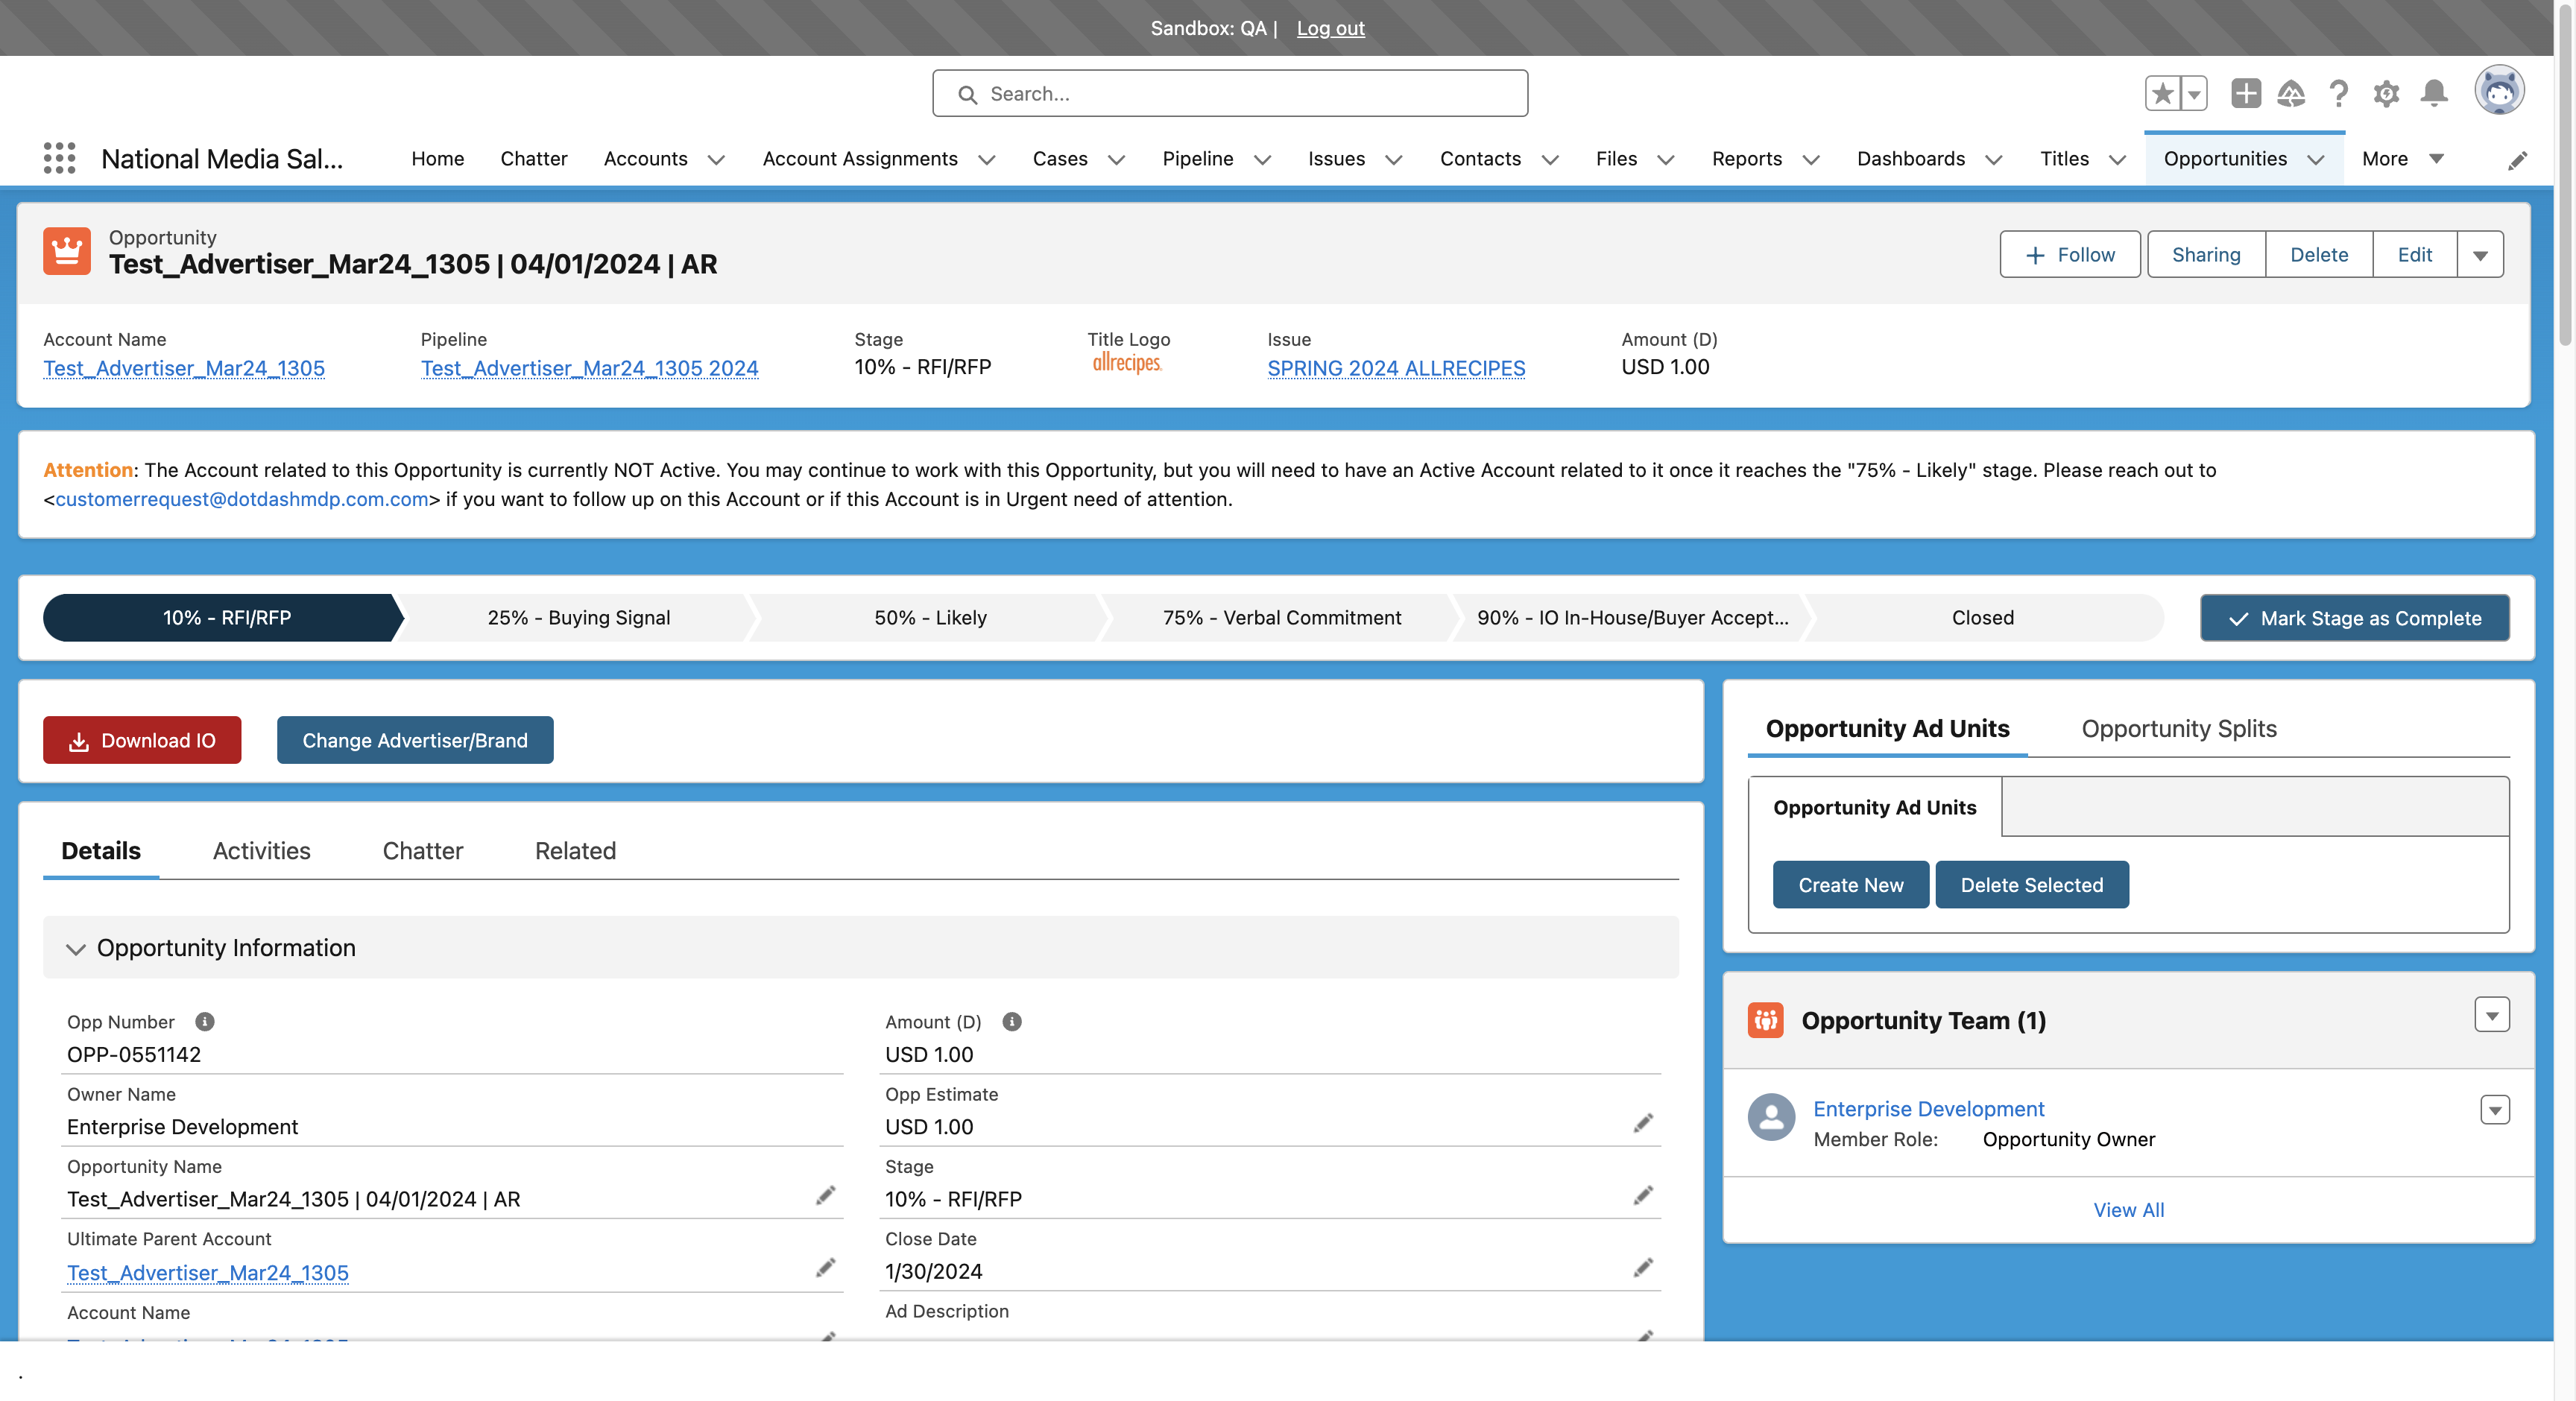 Sandbox: QA | Log out
Search...
National Media Sal...
Home Chatter Accounts Account Assignments Cases Pipeline Issues Contacts Files Reports Dashboards Titles Opportunities More
Opportunity
Test_Advertiser_Mar24_1305 | 04/01/2024 | AR
Follow Sharing Delete Edit
Account Name Pipeline Stage Title Logo Issue Amount (D)
Test_Advertiser_Mar24_1305 Test_Advertiser_Mar24_1305 2024 10% - RFI/RFP allrecipes. SPRING 2024 ALLRECIPES USD 1.00
Attention: The Account related to this Opportunity is currently NOT Active. You may continue to work with this Opportunity, but you will need to have an Active Account related to it once it reaches the "75% - Likely" stage. Please reach out to
<customerrequest@dotdashmdp.com.com> if you want to follow up on this Account or if this Account is in Urgent need of attention.
10% - RFI/RFP 25% - Buying Signal 50% - Likely 75% - Verbal Commitment 90% - IO In-House/Buyer Accept... Closed Mark Stage as Complete
Download IO Change Advertiser/Brand
Details Activities Chatter Related
Opportunity Information
Opp Number
OPP-0551142
Owner Name
Enterprise Development
Opportunity Name
Test_Advertiser_Mar24_1305 | 04/01/2024 | AR
Ultimate Parent Account
Test_Advertiser_Mar24_1305
Account Name
Amount (D)
USD 1.00
Opp Estimate
USD 1.00
Stage
10% - RFI/RFP
Close Date
1/30/2024
Ad Description
Opportunity Ad Units Opportunity Splits
Opportunity Ad Units
Create New Delete Selected
Opportunity Team (1)
Enterprise Development
Member Role: Opportunity Owner
View All
.